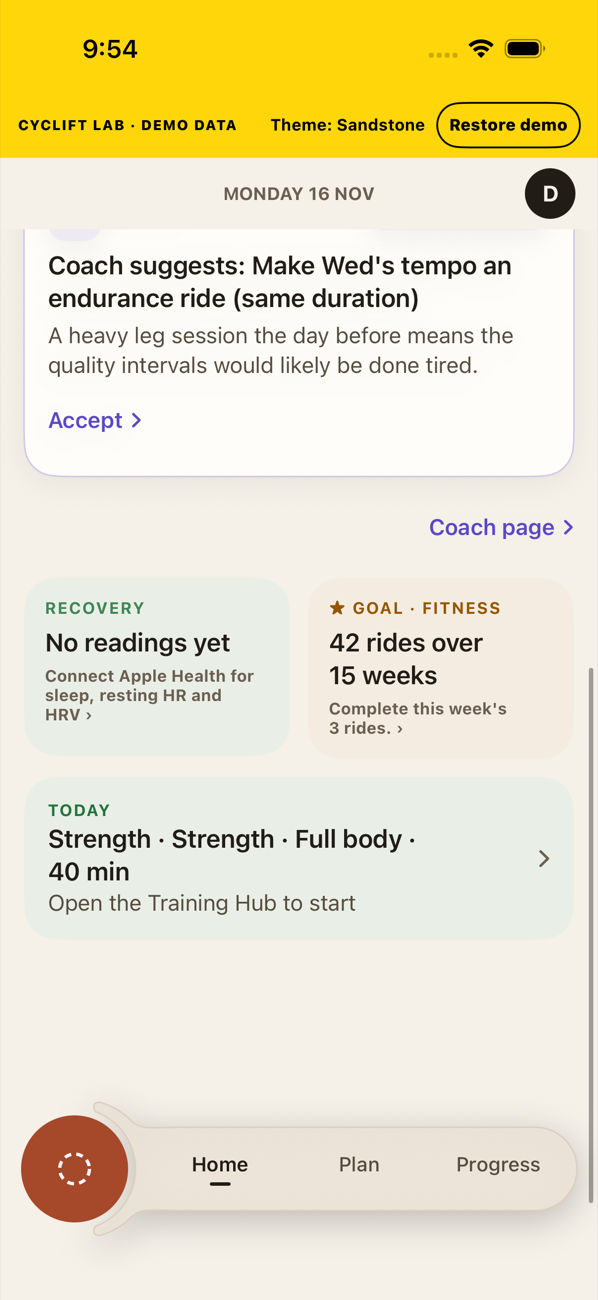 9:54
CYCLIFT LAB · DEMO DATA
Theme: Sandstone
Restore demo
MONDAY 16 NOV
D
Coach suggests: Make Wed's tempo an
endurance ride (same duration)
A heavy leg session the day before means the
quality intervals would likely be done tired.
Accept >
Coach page >
RECOVERY
No readings yet
Connect Apple Health for
sleep, resting HR and
HRV ›
★ GOAL · FITNESS
42 rides over
15 weeks
Complete this week's
3 rides. ›
TODAY
Strength · Strength · Full body ·
40 min
Open the Training Hub to start
Home
Plan
Progress